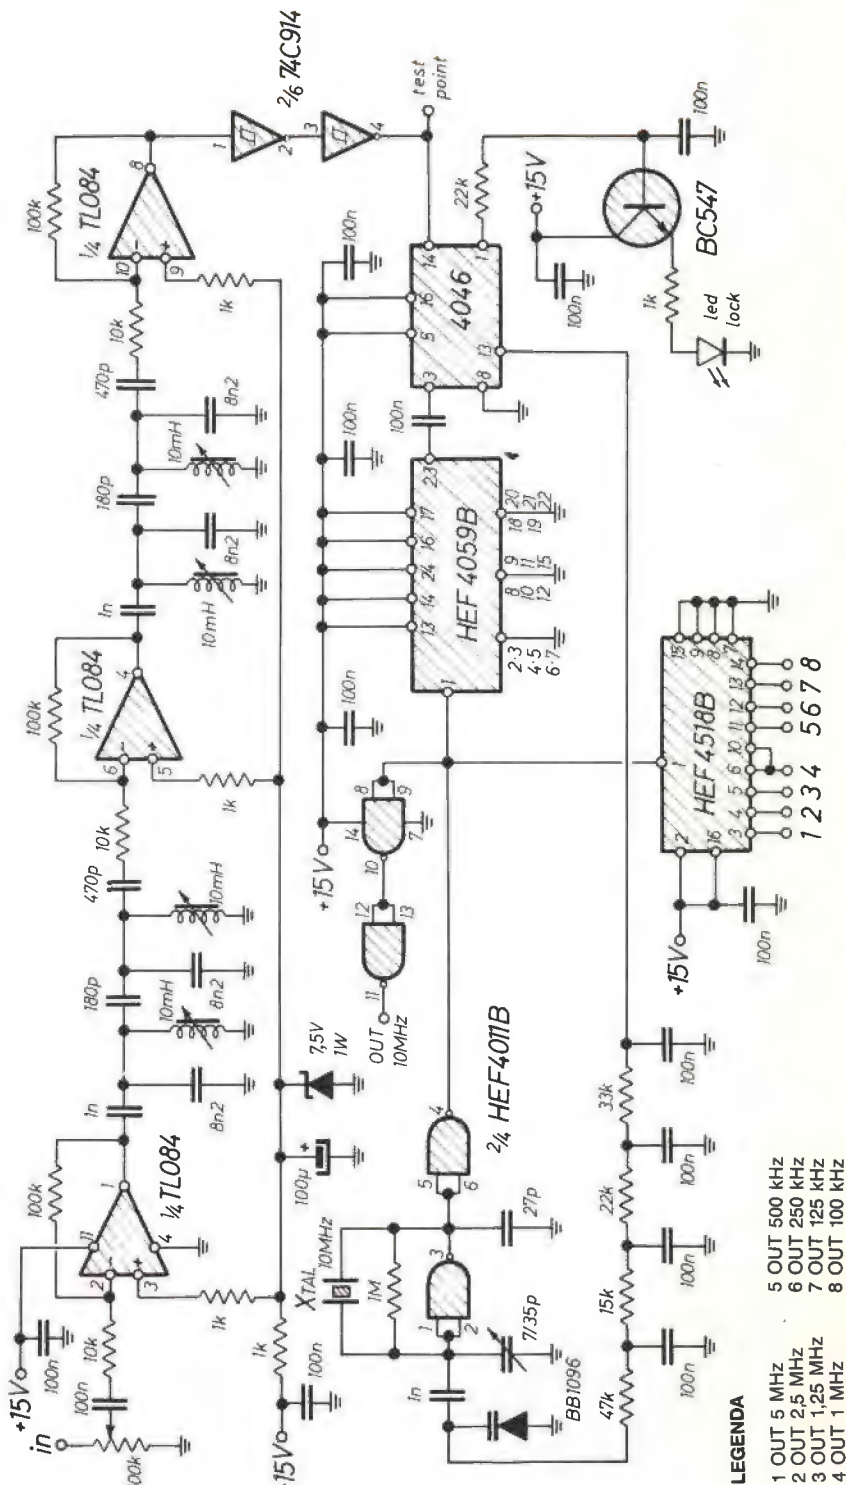 +15V
in
100n
100n
10k
100k
2
3
11
4
1
¼ TL084
1k
1n
8n2
180p
10mH
8n2
10mH
470p
10k
100k
6
5
4
¼ TL084
1k
1n
10mH
8n2
180p
10mH
8n2
470p
10k
100k
10
9
8
¼ TL084
1k
1
2
3
4
²/₆ 74C914
test
point
+15V
100n
1k
100µ
+
7,5V
1W
OUT
10MHz
11
12
13
10
14
8
9
7
+15V
100n
100n
100n
13
14
24
16
17
1
23
HEF 4059B
2·3
4·5
6·7
8 9
10 11
12 15
18 20
19 21
22
100n
5
16
14
3
8
13
1
4046
22k
100n
+15V
100n
BC547
1k
led
lock
XTAL
10MHz
1M
1
2
3
5
6
4
²/₄ HEF4011B
27p
7/35p
1n
BB109G
47k
15k
22k
33k
100n
100n
100n
100n
+15V
100n
2
16
1
HEF4518B
15
9
8
7
3
4
5
6
10
11
12
13
14
1 2 3 4 5 6 7 8
LEGENDA
1 OUT 5 MHz
2 OUT 2,5 MHz
3 OUT 1,25 MHz
4 OUT 1 MHz
5 OUT 500 kHz
6 OUT 250 kHz
7 OUT 125 kHz
8 OUT 100 kHz